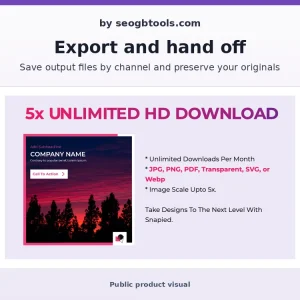 by seogbtools.com
Export and hand off
Save output files by channel and preserve your originals
5x UNLIMITED HD DOWNLOAD
COMPANY NAME
* Unlimited Downloads Per Month
* JPG, PNG, PDF, Transparent, SVG, or
Webp
* Image Scale Upto 5x.
Take Designs To The Next Level With
Snapied.
Public product visual